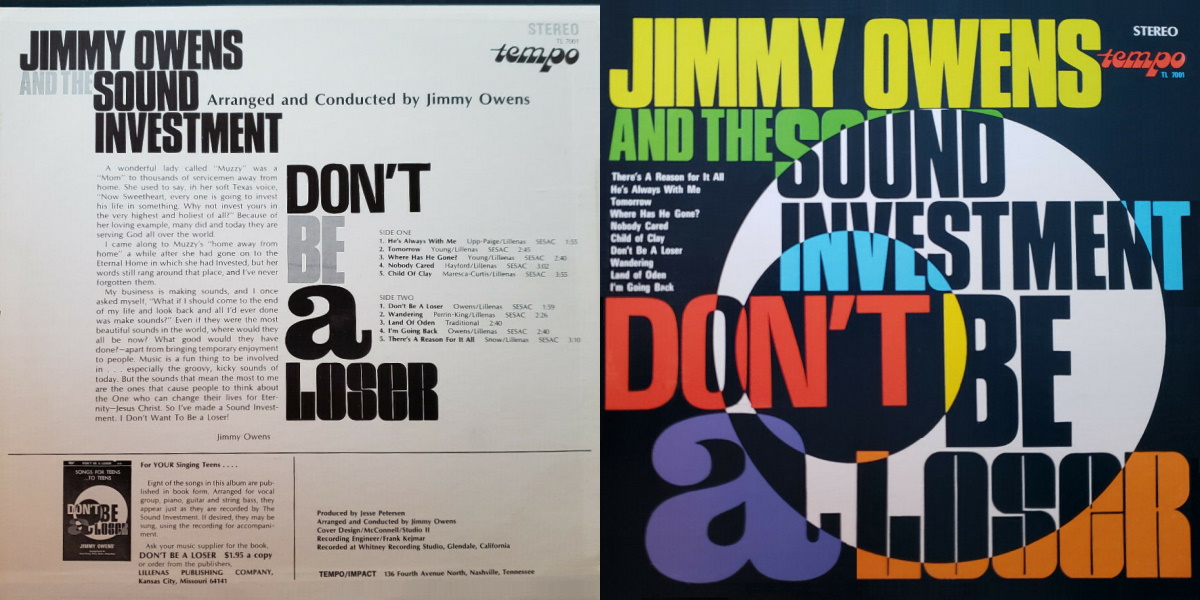 STEREO
TL 7001
tempo
JIMMY OWENS
AND THE SOUND
INVESTMENT
Arranged and Conducted by Jimmy Owens
A wonderful lady called "Muzzy" was a
"Mom" to thousands of servicemen away from
home. She used to say, in her soft Texas voice,
"Now Sweetheart, every one is going to invest
his life in something. Why not invest yours in
the very highest and holiest of all?" Because of
her loving example, many did and today they are
serving God all over the world.
I came along to Muzzy's "home away from
home" a while after she had gone on to the
Eternal Home in which she had Invested, but her
words still rang around that place, and I've never
forgotten them.
My business is making sounds, and I once
asked myself, "What if I should come to the end
of my life and look back and all I'd ever done
was make sounds?" Even if they were the most
beautiful sounds in the world, where would they
all be now? What good would they have
done?—apart from bringing temporary enjoyment
to people. Music is a fun thing to be involved
in . . . especially the groovy, kicky sounds of
today. But the sounds that mean the most to me
are the ones that cause people to think about
the One who can change their lives for Eter-
nity—Jesus Christ. So I've made a Sound Invest-
ment. I Don't Want To Be a Loser!
Jimmy Owens
DON'T
BE
a
LOSER
SIDE ONE
1. He's Always With Me Lipp-Paige/Lillenas SESAC 1:55
2. Tomorrow Young/Lillenas SESAC 2:45
3. Where Has He Gone? Young/Lillenas SESAC 2:40
4. Nobody Cared Hayford/Lillenas SESAC 3:02
5. Child Of Clay Maresca-Curtis/Lillenas SESAC 3:55
SIDE TWO
1. Don't Be A Loser Owens/Lillenas SESAC 1:59
2. Wandering Perrin-King/Lillenas SESAC 2:26
3. Land Of Oden Traditional 2:40
4. I'm Going Back Owens/Lillenas SESAC 2:40
5. There's A Reason For It All Snow/Lillenas SESAC 3:10
SONGS FOR TEENS
...TO TEENS
DON'T BE
a LOSER
JIMMY OWENS
For YOUR Singing Teens . . . .
Eight of the songs in this album are pub-
lished in book form. Arranged for vocal
group, piano, guitar and string bass, they
appear just as they are recorded by The
Sound Investment. If desired, they may be
sung, using the recording for accompani-
ment.
Ask your music supplier for the book,
DON'T BE A LOSER $1.95 a copy
or order from the publishers,
LILLENAS PUBLISHING COMPANY,
Kansas City, Missouri 64141
Produced by Jesse Petersen
Arranged and Conducted by Jimmy Owens
Cover Design/McConnell/Studio II
Recording Engineer/Frank Kejmar
Recorded at Whitney Recording Studio, Glendale, California
TEMPO/IMPACT 136 Fourth Avenue North, Nashville, Tennessee
JIMMY OWENS
STEREO
tempo
TL 7001
AND THE SOUND
INVESTMENT
There's A Reason for It All
He's Always With Me
Tomorrow
Where Has He Gone?
Nobody Cared
Child of Clay
Don't Be A Loser
Wandering
Land of Oden
I'm Going Back
DON'T BE
a LOSER